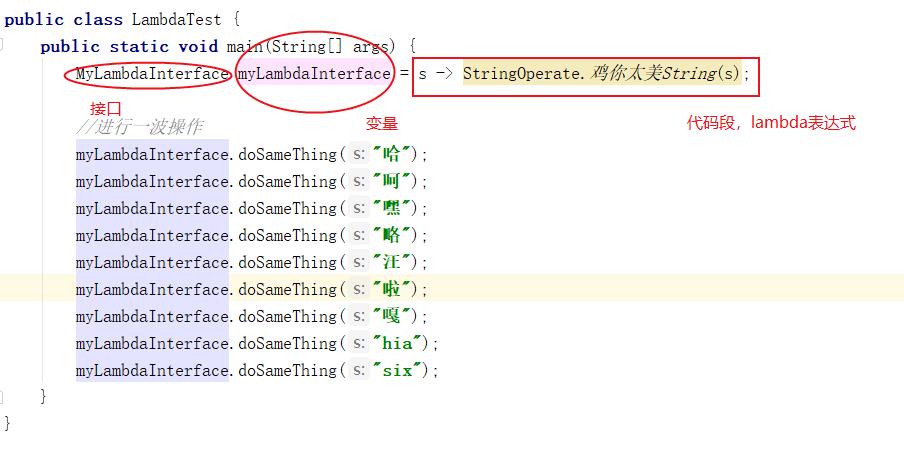 public class LambdaTest {
public static void main(String[] args) {
MyLambdaInterface myLambdaInterface = s -> StringOperate.鸡你太美String(s);
接口
//进行一波操作
变量
代码段，lambda表达式
myLambdaInterface.doSameThing( s: "哈");
myLambdaInterface.doSameThing( s: "呵");
myLambdaInterface.doSameThing( s: "嘿");
myLambdaInterface.doSameThing( s: "略");
myLambdaInterface.doSameThing( s: "汪");
myLambdaInterface.doSameThing( s: "啦");
myLambdaInterface.doSameThing( s: "嘎");
myLambdaInterface.doSameThing( s: "hia");
myLambdaInterface.doSameThing( s: "six");
}
}